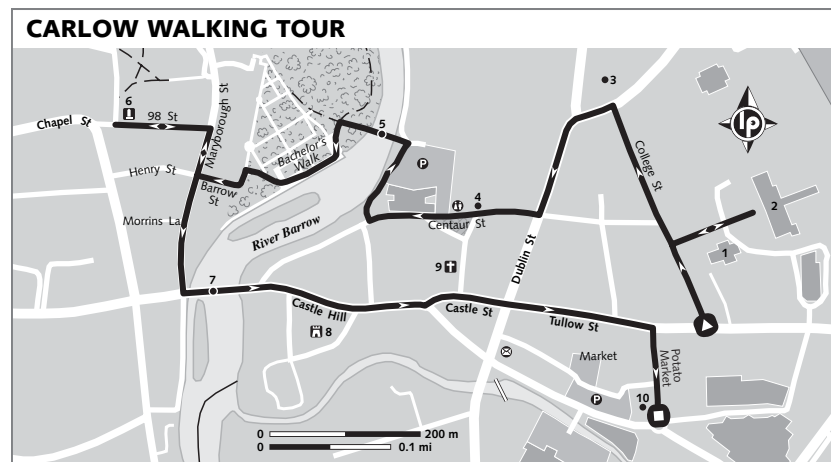 CARLOW WALKING TOUR
3
6
98 St
Chapel St
Maryborough St
5
Bachelor's
Walk
P
College St
Henry St
Barrow
St
4
2
Centaur St
Morrins La
River Barrow
1
Dublin St
9
7
Castle Hill
Castle St
Tullow St
8
Market
Potato
Market
P
10
0 200 m
0 0.1 mi
lp